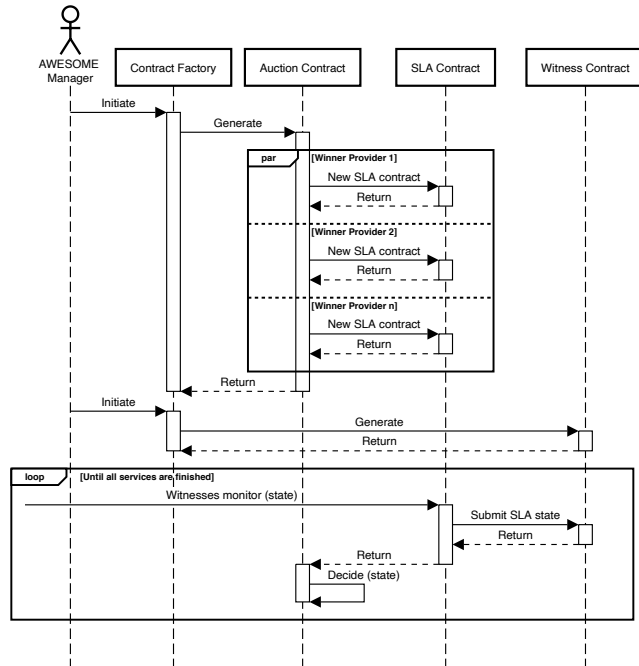 AWESOME
Manager
Contract Factory
Auction Contract
SLA Contract
Witness Contract
Initiate
Generate
par
[Winner Provider 1]
New SLA contract
Return
[Winner Provider 2]
New SLA contract
Return
[Winner Provider n]
New SLA contract
Return
Return
Initiate
Generate
Return
loop
[Until all services are finished]
Witnesses monitor (state)
Submit SLA state
Return
Return
Decide (state)